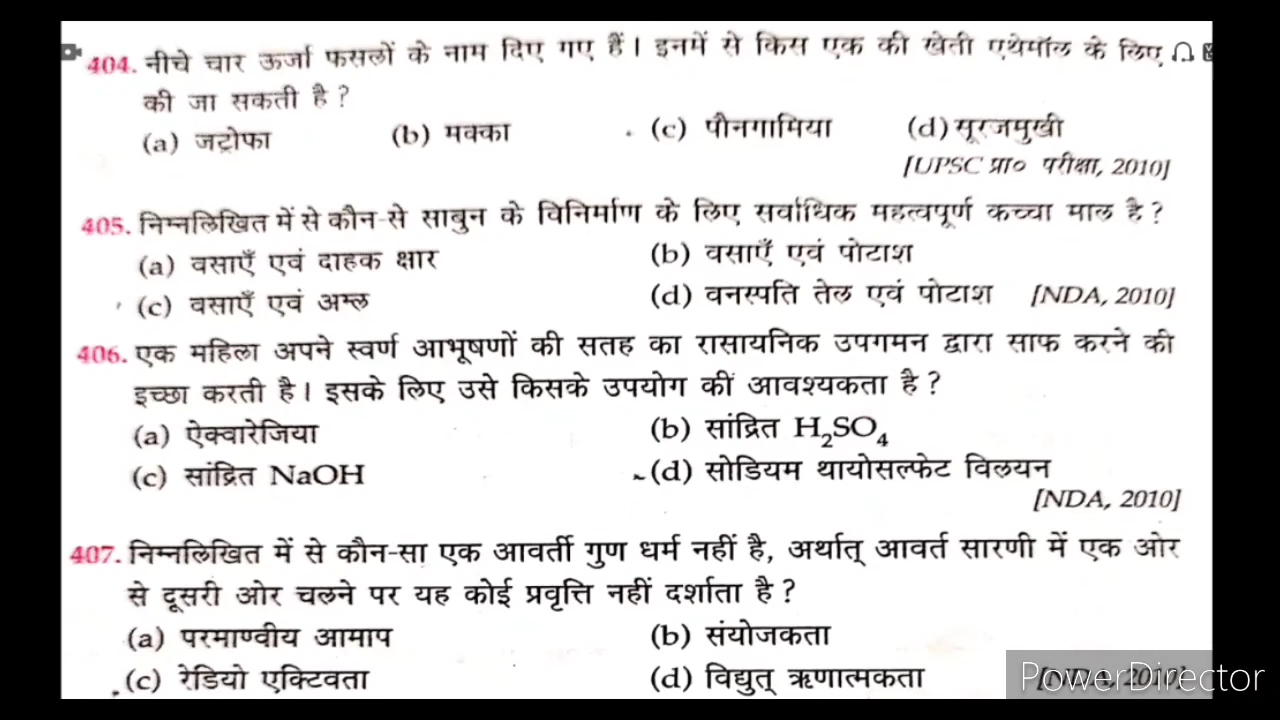 404. नीचे चार ऊर्जा फसलों के नाम दिए गए हैं। इनमें से किस एक की खेती एथेमॉल के लिए
की जा सकती है ?
(a) जट्रोफा (b) मक्का (c) पौनगामिया (d) सूरजमुखी
[UPSC प्रा० परीक्षा, 2010]
405. निम्नलिखित में से कौन-से साबुन के विनिर्माण के लिए सर्वाधिक महत्वपूर्ण कच्चा माल है ?
(a) वसाएँ एवं दाहक क्षार (b) वसाएँ एवं पोटाश
(c) वसाएँ एवं अम्ल (d) वनस्पति तेल एवं पोटाश [NDA, 2010]
406. एक महिला अपने स्वर्ण आभूषणों की सतह का रासायनिक उपगमन द्वारा साफ करने की
इच्छा करती है। इसके लिए उसे किसके उपयोग की आवश्यकता है ?
(a) ऐक्वारेजिया (b) सांद्रित H₂SO₄
(c) सांद्रित NaOH (d) सोडियम थायोसल्फेट विलयन
[NDA, 2010]
407. निम्नलिखित में से कौन-सा एक आवर्ती गुण धर्म नहीं है, अर्थात् आवर्त सारणी में एक ओर
से दूसरी ओर चलने पर यह कोई प्रवृत्ति नहीं दर्शाता है ?
(a) परमाण्वीय आमाप (b) संयोजकता
(c) रेडियो एक्टिवता (d) विद्युत् ऋणात्मकता [NDA, 2010]
PowerDirector